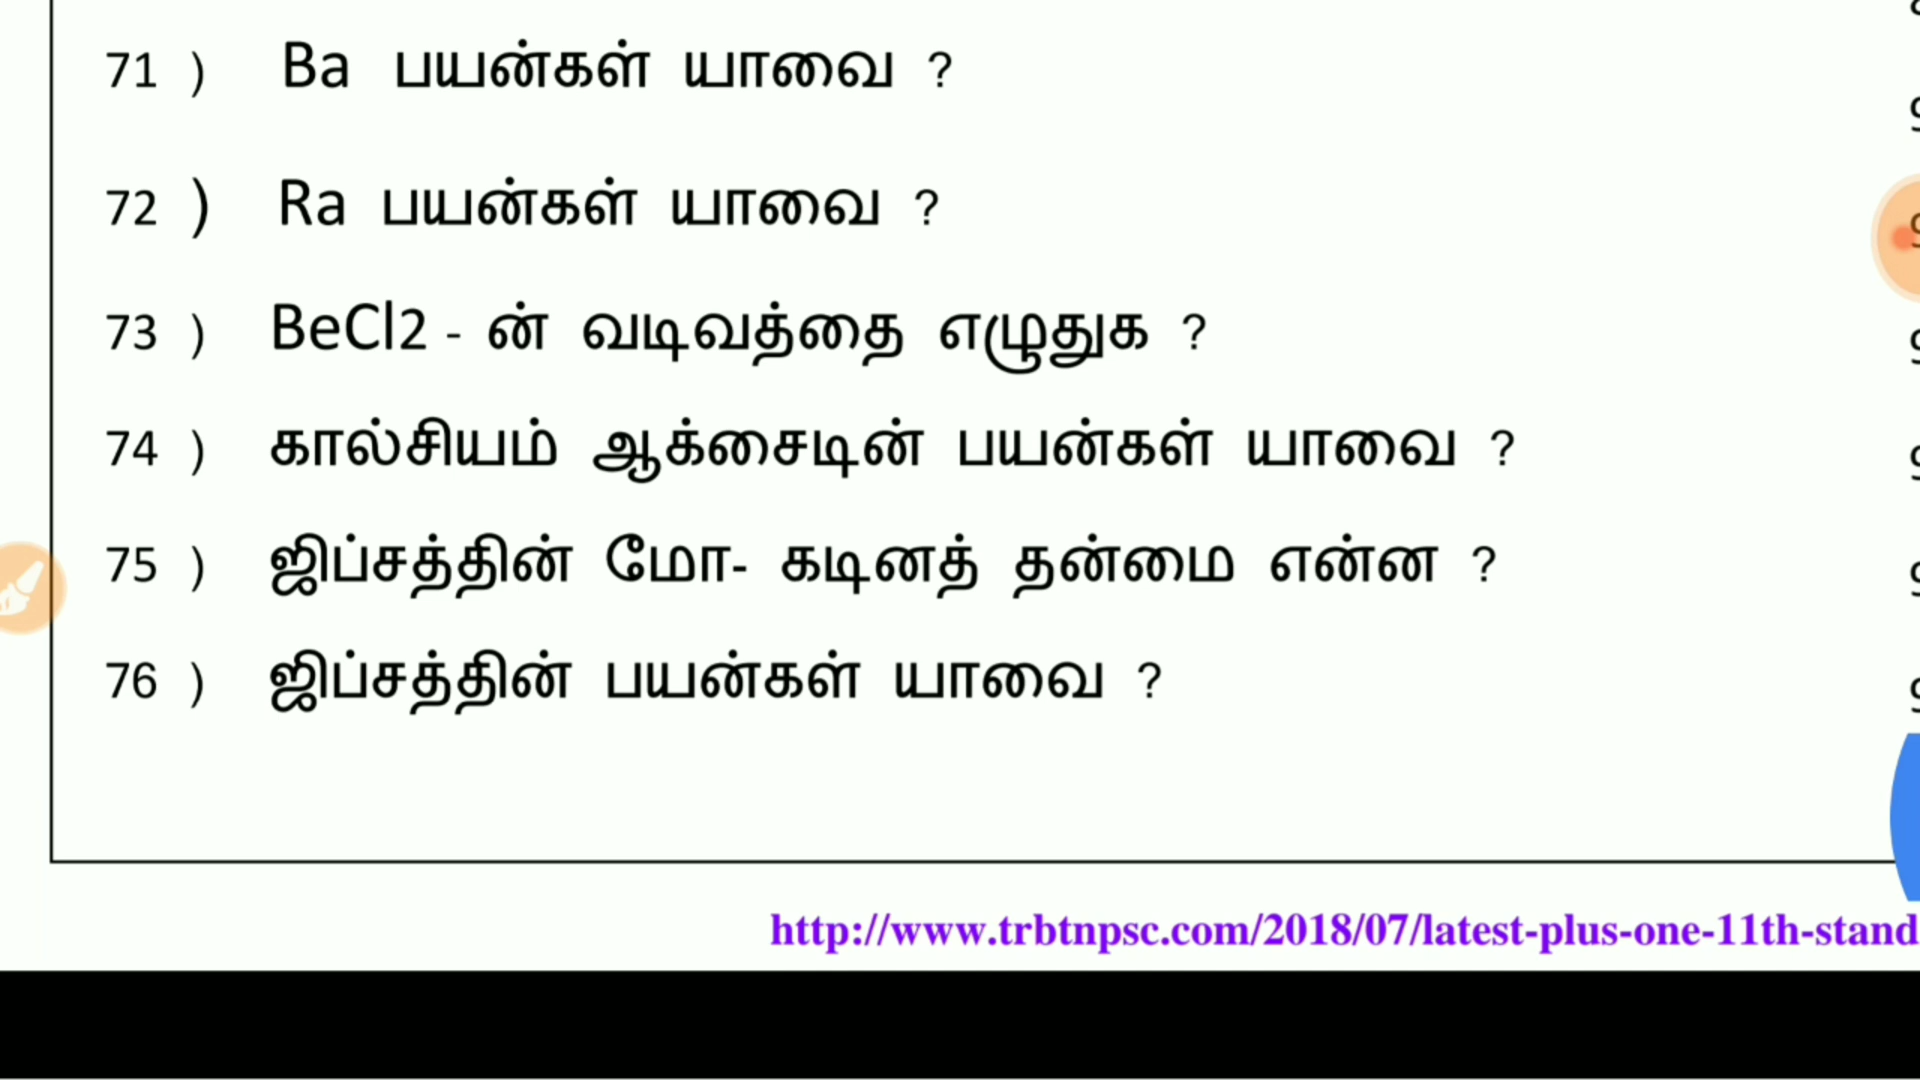 71 ) Ba பயன்கள் யாவை ?
72 ) Ra பயன்கள் யாவை ?
73 ) BeCl2 - ன் வடிவத்தை எழுதுக ?
74 ) கால்சியம் ஆக்சைடின் பயன்கள் யாவை ?
75 ) ஜிப்சத்தின் மோ- கடினத் தன்மை என்ன ?
76 ) ஜிப்சத்தின் பயன்கள் யாவை ?
http://www.trbtnpsc.com/2018/07/latest-plus-one-11th-stand